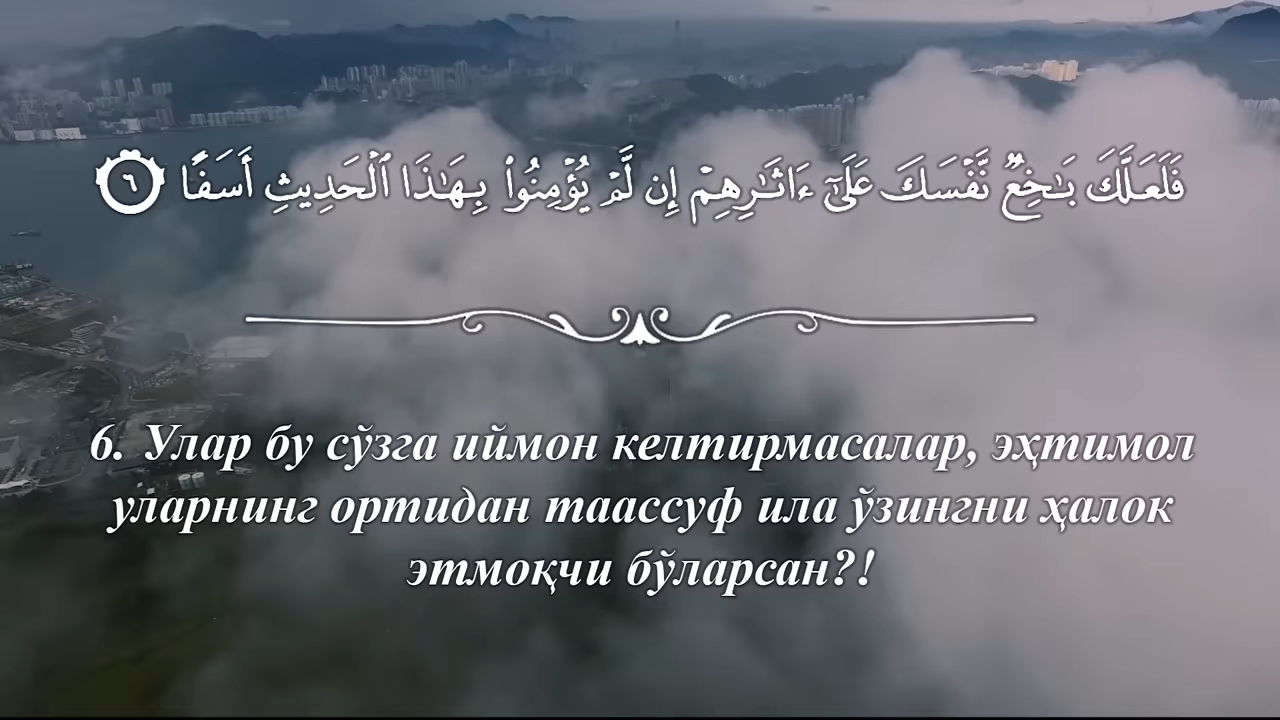 فَلَعَلَّكَ بَـٰخِعٌۭ نَّفْسَكَ عَلَىٰٓ ءَاثَـٰرِهِمْ إِن لَّمْ يُؤْمِنُوا۟ بِهَـٰذَا ٱلْحَدِيثِ أَسَفًا ٦
6. Улар бу сўзга иймон келтирмасалар, эҳтимол
уларнинг ортидан таассуф ила ўзингни ҳалок
этмоқчи бўларсан?!